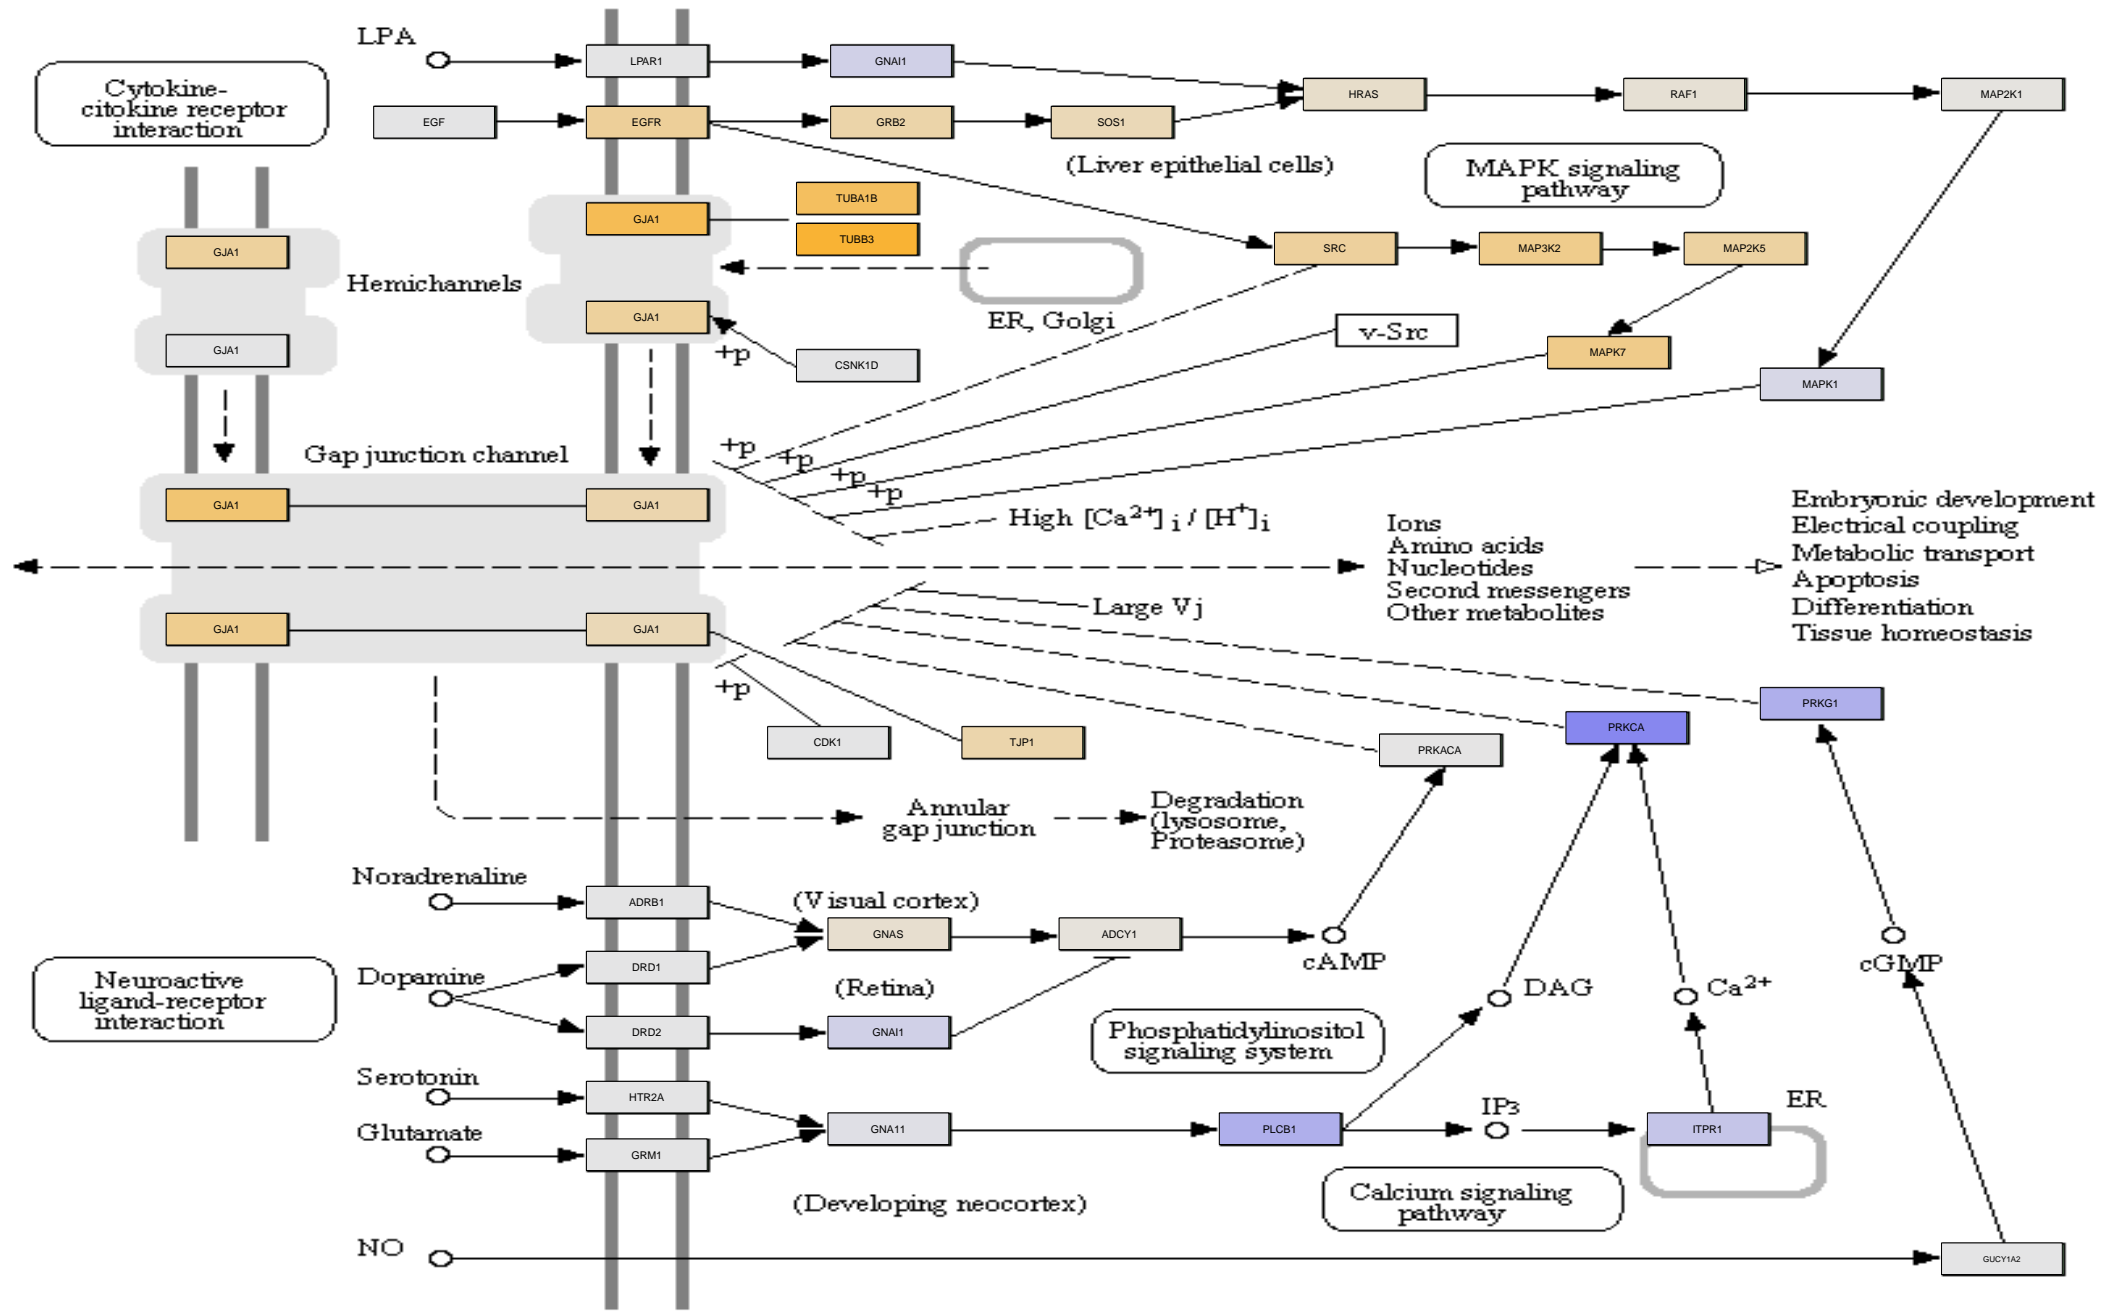 LPA
LPAR1
GNAI1
Cytokine-
citokine receptor
interaction
EGF
EGFR
GRB2
SOS1
HRAS
RAF1
MAP2K1
(Liver epithelial cells)
MAPK signaling
pathway
GJA1
TUBA1B
TUBB3
GJA1
Hemichannels
SRC
MAP3K2
MAP2K5
GJA1
ER, Golgi
v-Src
GJA1
+p
CSNK1D
MAPK7
MAPK1
Gap junction channel
+p
+p
+p
+p
GJA1
GJA1
High [Ca2+] i / [H+]i
Ions
Amino acids
Nucleotides
Second messengers
Other metabolites
Embryonic development
Electrical coupling
Metabolic transport
Apoptosis
Differentiation
Tissue homeostasis
Large Vj
GJA1
GJA1
+p
CDK1
TJP1
PRKACA
PRKCA
PRKG1
Annular
gap junction
Degradation
(lysosome,
Proteasome)
Noradrenaline
ADRB1
(Visual cortex)
GNAS
ADCY1
cAMP
Neuroactive
ligand-receptor
interaction
Dopamine
DRD1
(Retina)
DRD2
GNAI1
DAG
Ca2+
cGMP
Phosphatidylinositol
signaling system
Serotonin
HTR2A
Glutamate
GRM1
GNA11
PLCB1
IP3
ITPR1
ER
(Developing neocortex)
Calcium signaling
pathway
NO
GUCY1A2